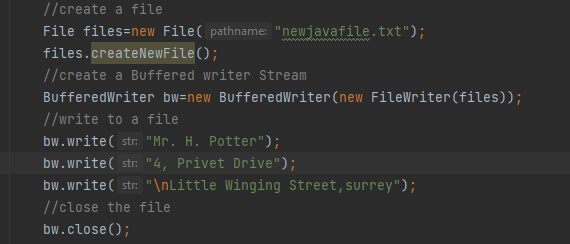 //create a file
File files=new File( pathname: "newjavafile.txt");
files.createNewFile();
//create a Buffered writer Stream
BufferedWriter bw=new BufferedWriter(new FileWriter(files));
//write to a file
bw.write( str: "Mr. H. Potter");
bw.write( str: "4, Privet Drive");
bw.write( str: "\nLittle Winging Street,surrey");
//close the file
bw.close();